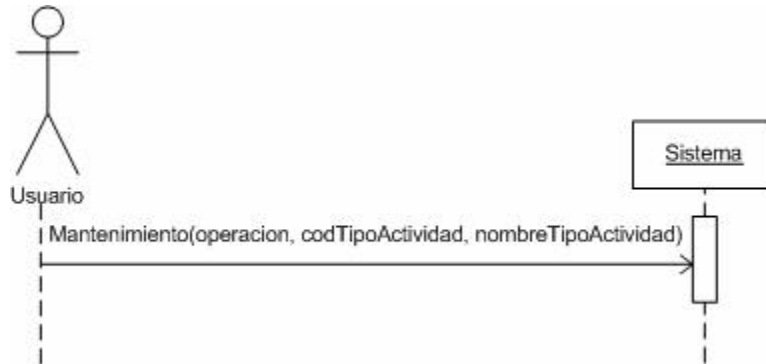 Sistema
Usuario
Mantenimiento(operacion, codTipoActividad, nombreTipoActividad)